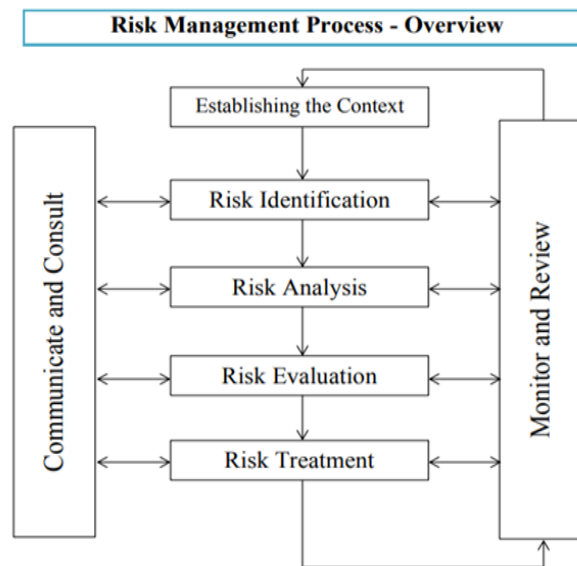 Risk Management Process - Overview
Establishing the Context
Communicate and Consult
Risk Identification
Risk Analysis
Risk Evaluation
Risk Treatment
Monitor and Review